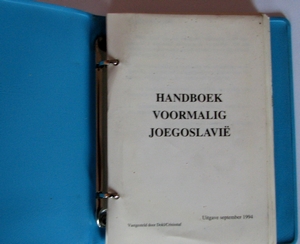 HANDBOEK
VOORMALIG
JOEGOSLAVIË
Uitgave september 1994